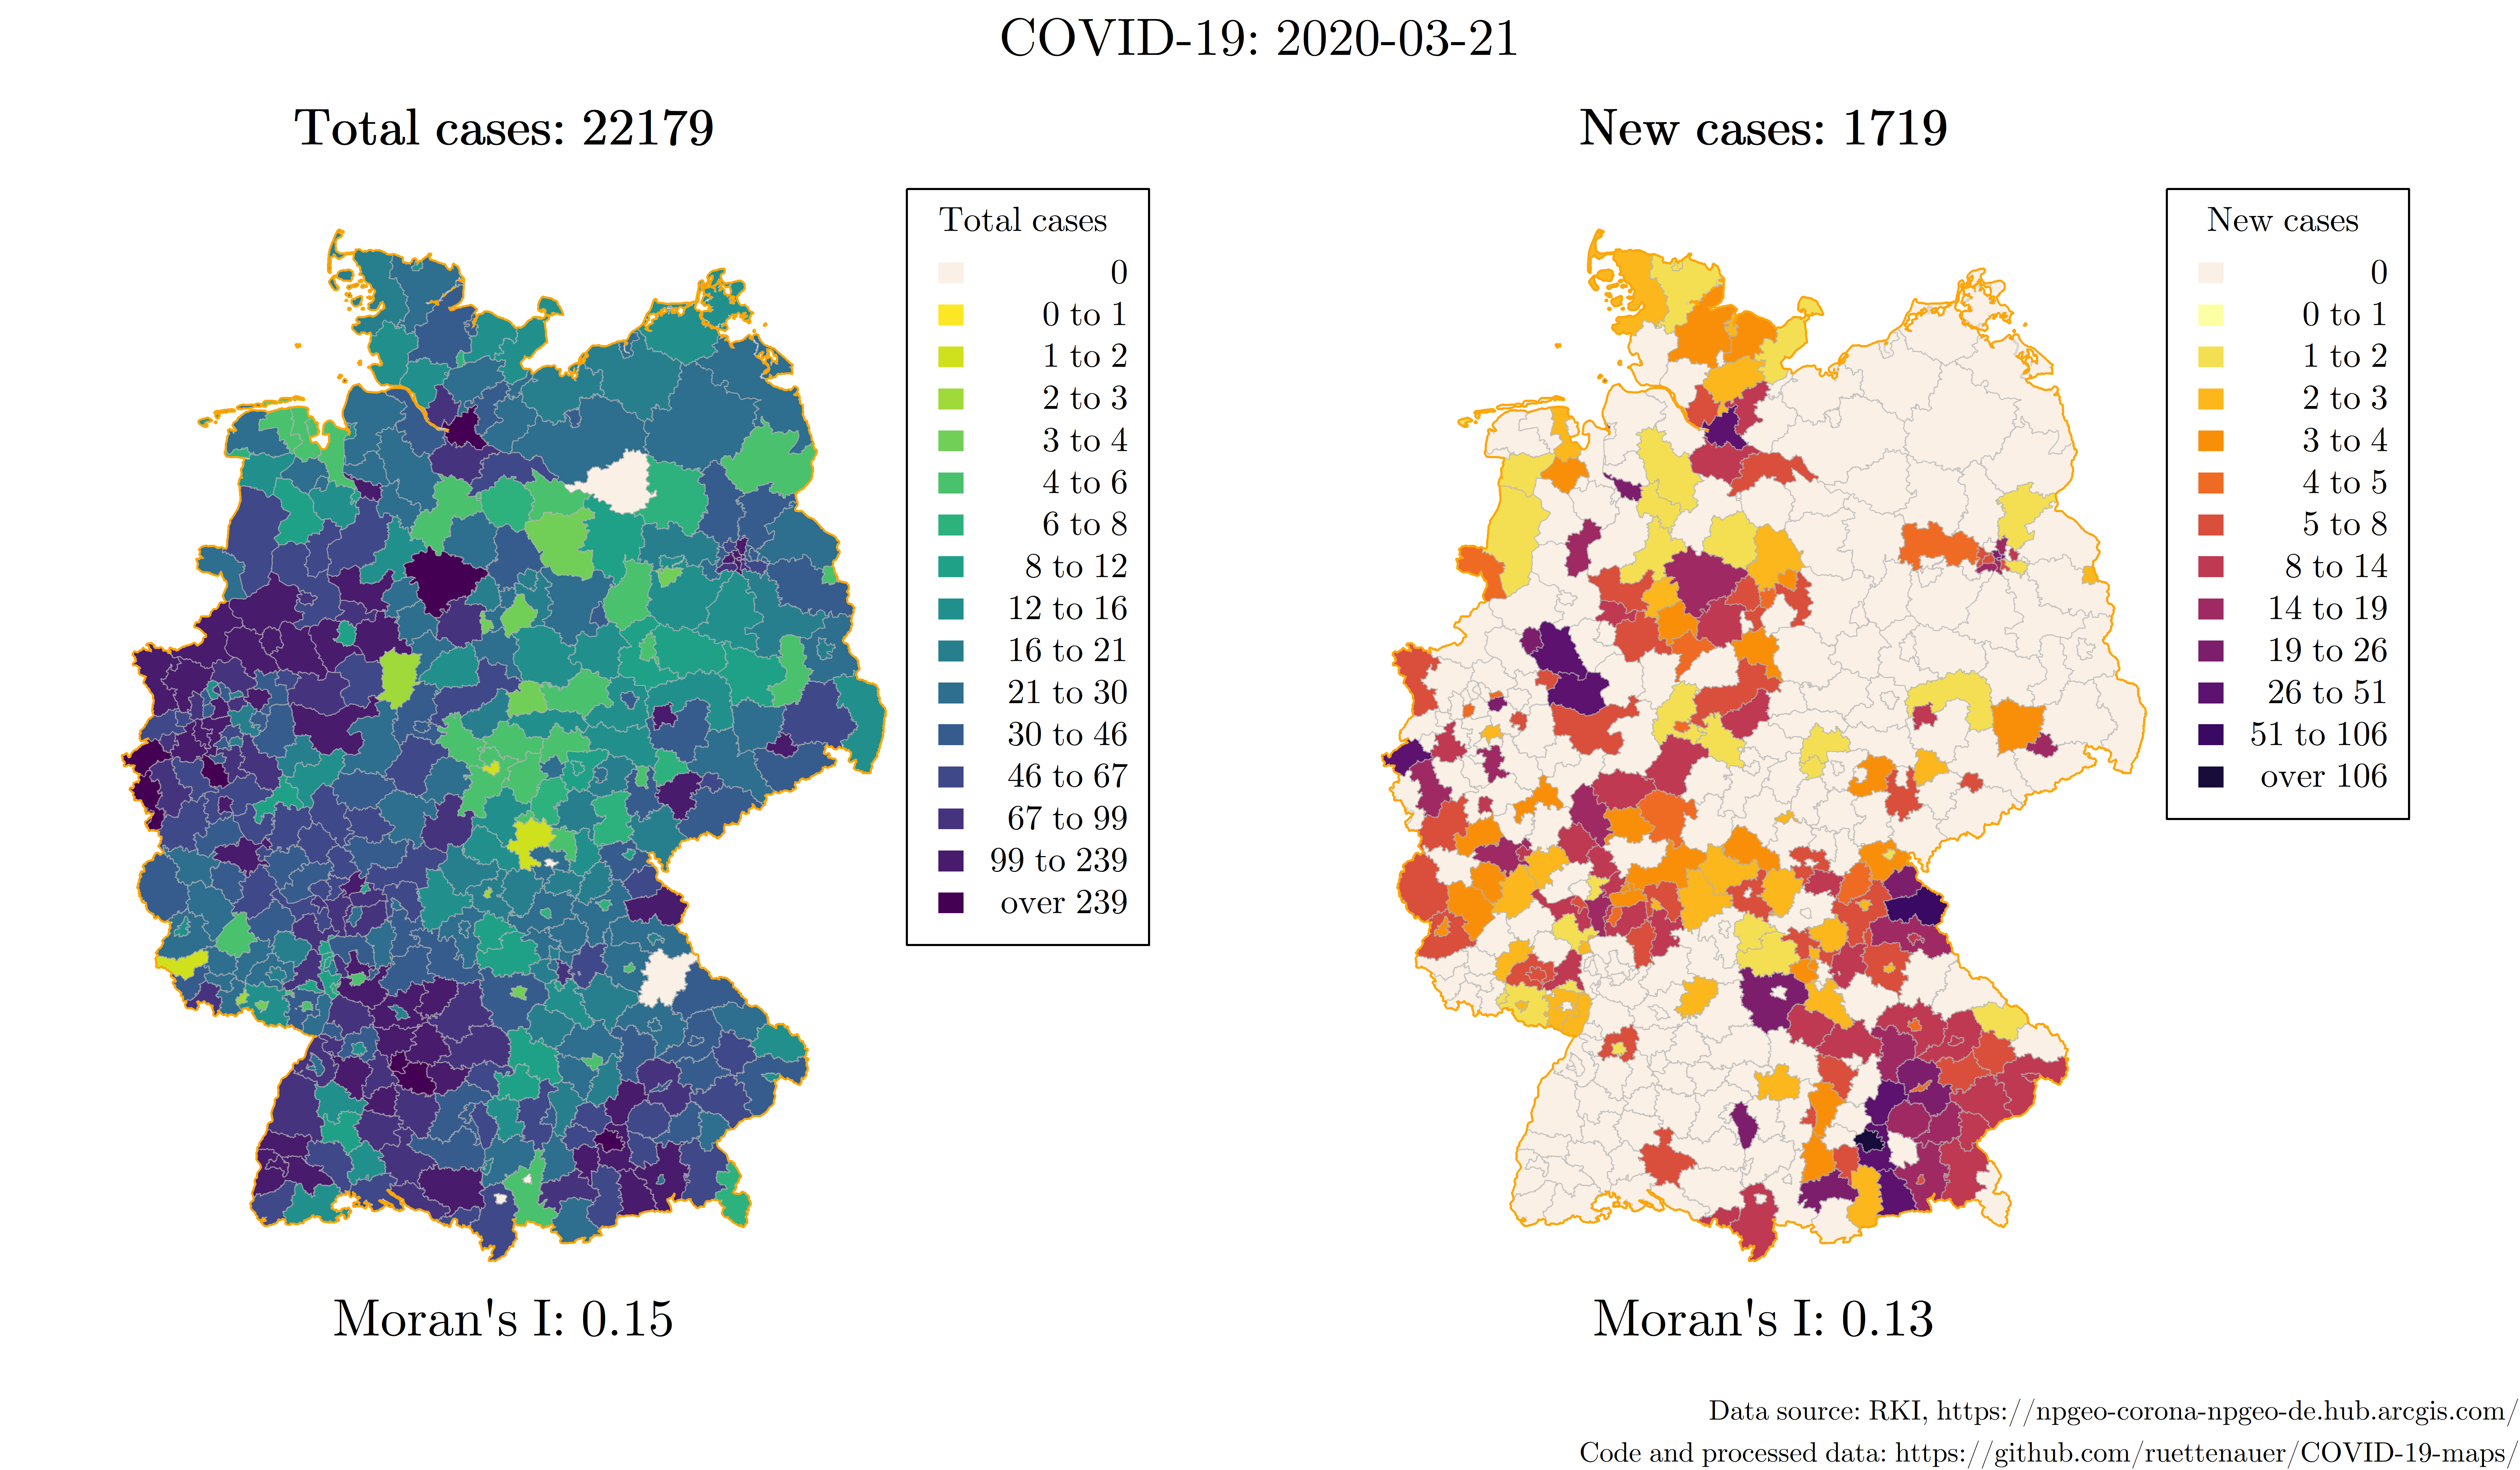 COVID-19: 2020-03-21
Total cases: 22179
Total cases
0
0 to 1
1 to 2
2 to 3
3 to 4
4 to 6
6 to 8
8 to 12
12 to 16
16 to 21
21 to 30
30 to 46
46 to 67
67 to 99
99 to 239
over 239
Moran's I: 0.15
New cases: 1719
New cases
0
0 to 1
1 to 2
2 to 3
3 to 4
4 to 5
5 to 8
8 to 14
14 to 19
19 to 26
26 to 51
51 to 106
over 106
Moran's I: 0.13
Data source: RKI, https://npgeo-corona-npgeo-de.hub.arcgis.com/
Code and processed data: https://github.com/ruettenauer/COVID-19-maps/